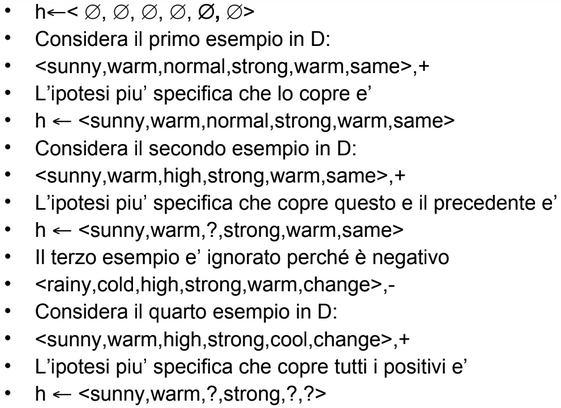 • h←< ∅, ∅, ∅, ∅, ∅, ∅>
• Considera il primo esempio in D:
• <sunny,warm,normal,strong,warm,same>,+
• L’ipotesi piu’ specifica che lo copre e’
• h ← <sunny,warm,normal,strong,warm,same>
• Considera il secondo esempio in D:
• <sunny,warm,high,strong,warm,same>,+
• L’ipotesi piu’ specifica che copre questo e il precedente e’
• h ← <sunny,warm,?,strong,warm,same>
• Il terzo esempio e’ ignorato perché è negativo
• <rainy,cold,high,strong,warm,change>,-
• Considera il quarto esempio in D:
• <sunny,warm,high,strong,cool,change>,+
• L’ipotesi piu’ specifica che copre tutti i positivi e’
• h ← <sunny,warm,?,strong,?,?>